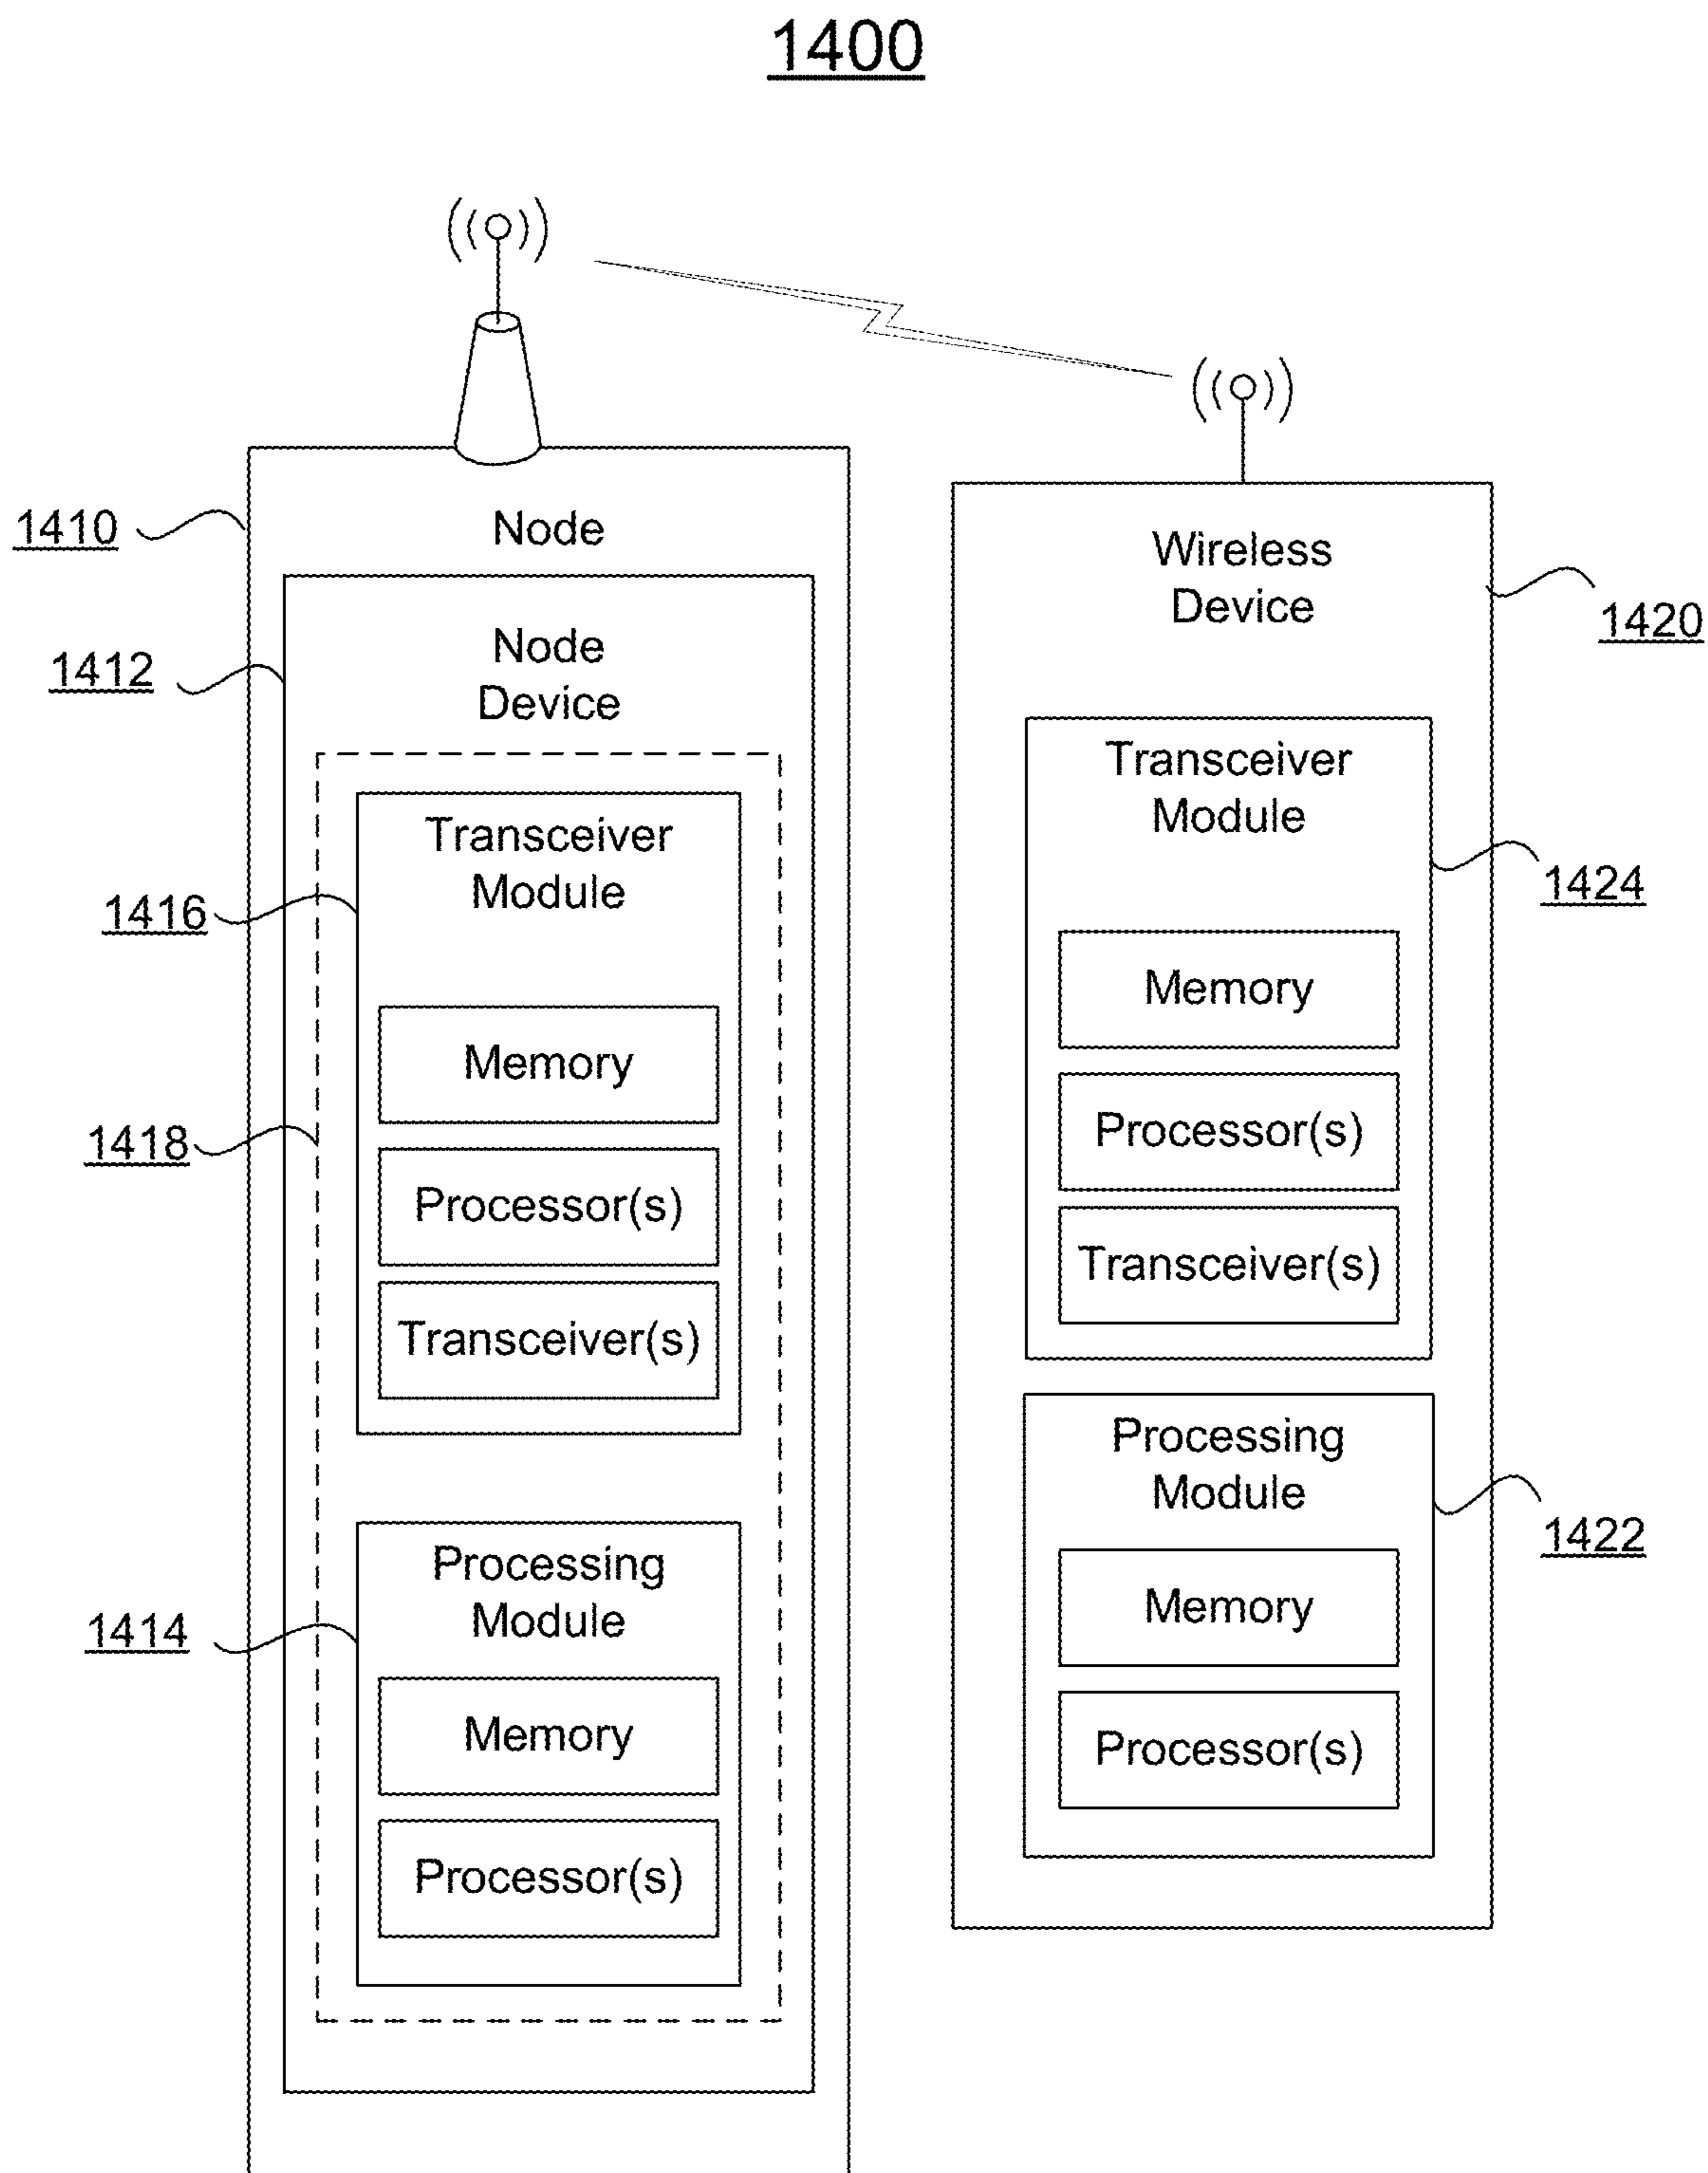 1400
1410
Node
1412
Node
Device
1416
Transceiver
Module
Memory
1418
Processor(s)
Transceiver(s)
1414
Processing
Module
Memory
Processor(s)
Wireless
Device
1420
Transceiver
Module
1424
Memory
Processor(s)
Transceiver(s)
Processing
Module
1422
Memory
Processor(s)